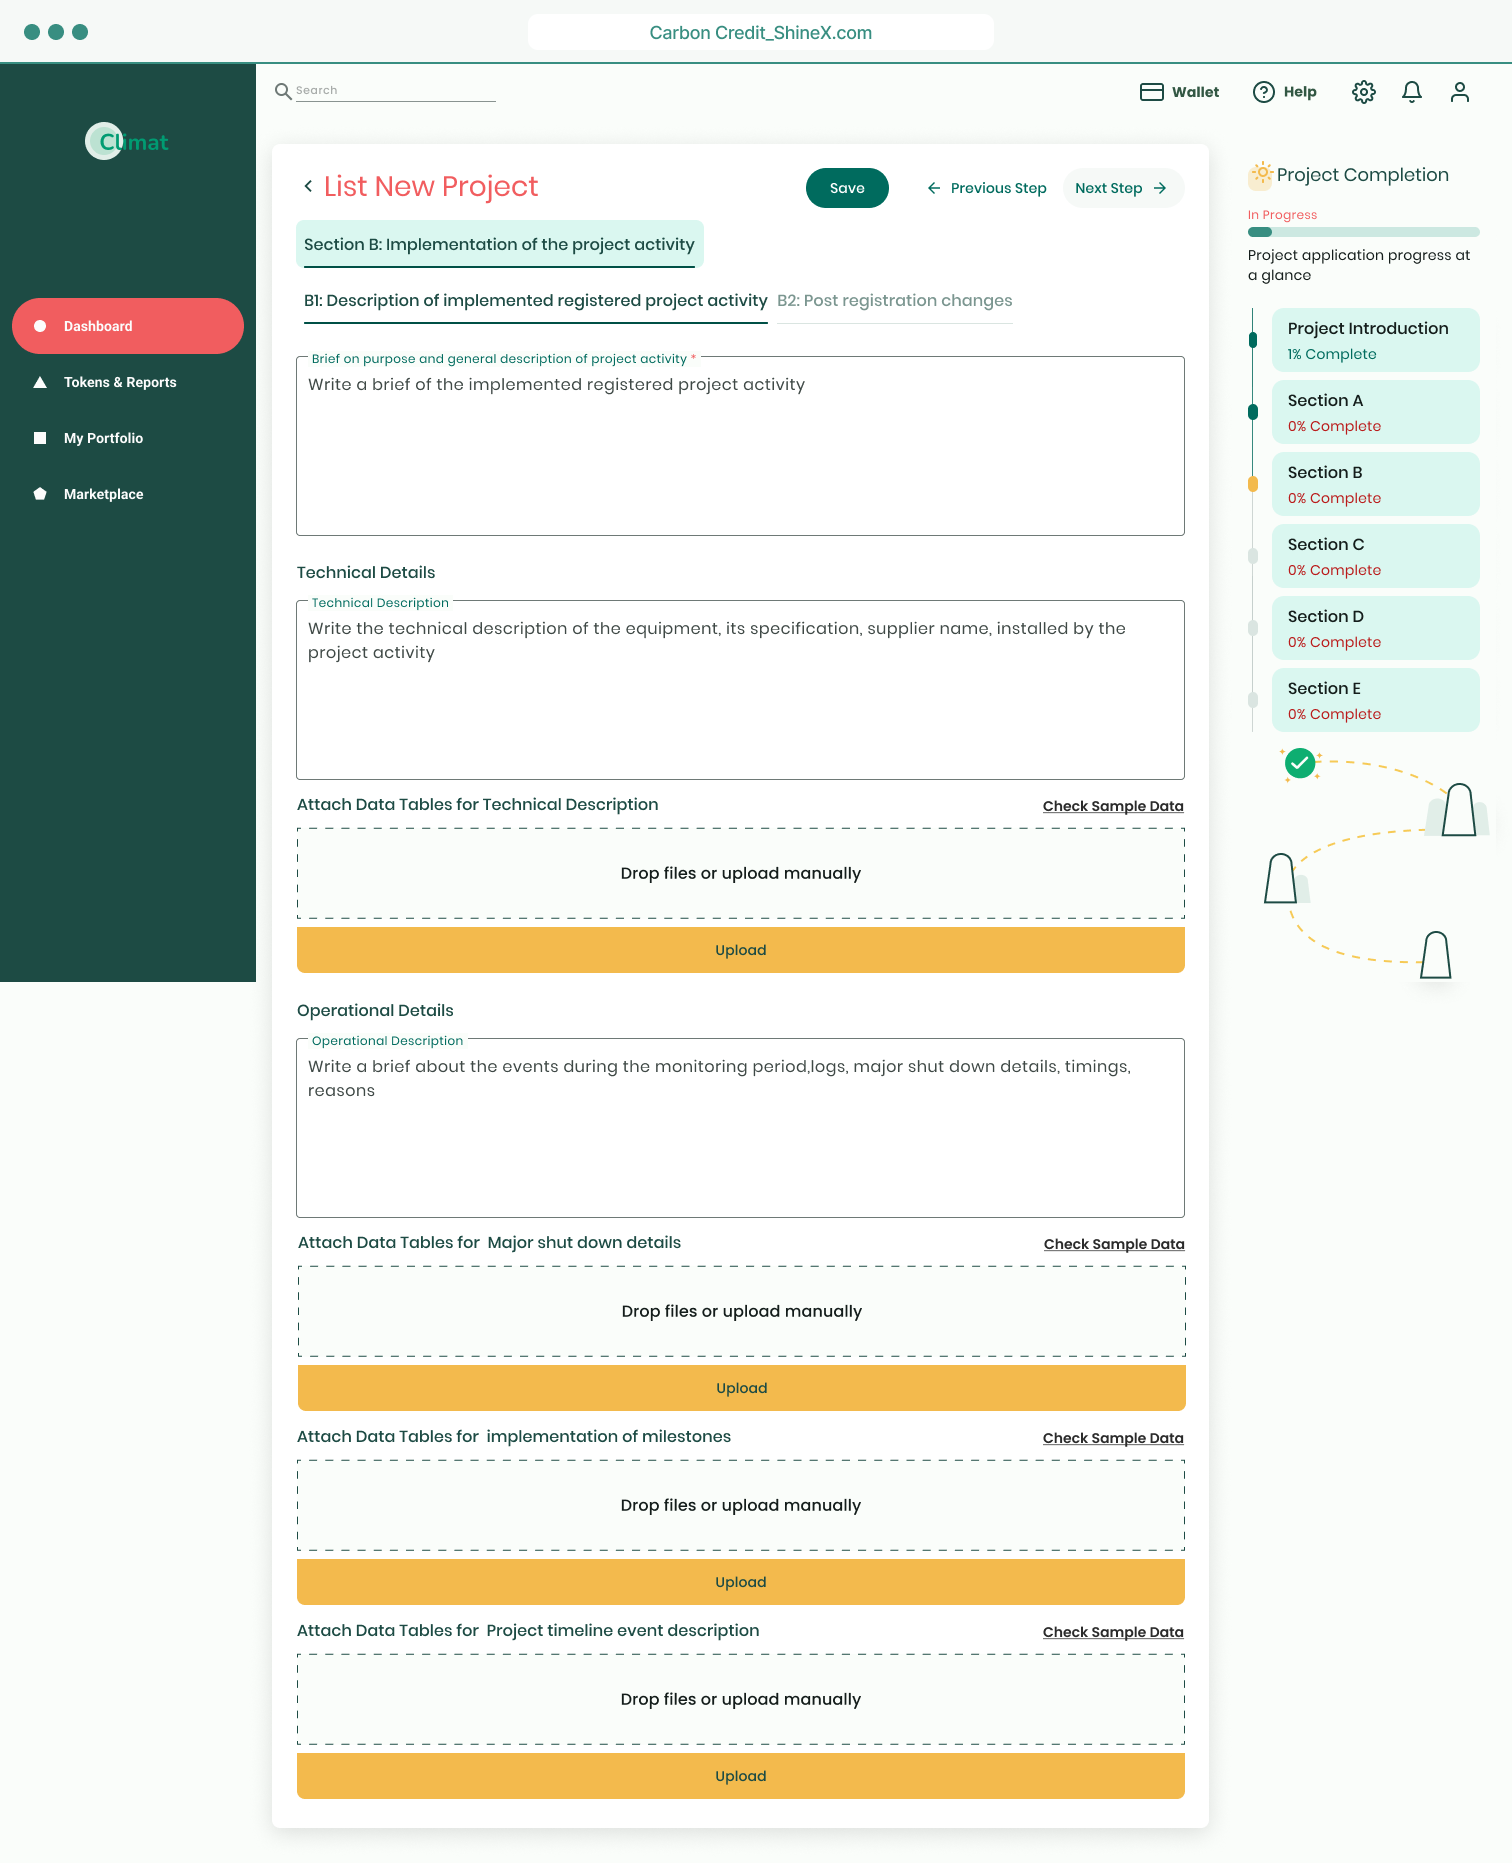 Carbon Credit_ShineX.com
Search
Wallet
Help
Climat
Dashboard
Tokens & Reports
My Portfolio
Marketplace
List New Project
Save
Previous Step
Next Step
Section B: Implementation of the project activity
B1: Description of implemented registered project activity
B2: Post registration changes
Brief on purpose and general description of project activity *
Write a brief of the implemented registered project activity
Technical Details
Technical Description
Write the technical description of the equipment, its specification, supplier name, installed by the
project activity
Attach Data Tables for Technical Description
Check Sample Data
Drop files or upload manually
Upload
Operational Details
Operational Description
Write a brief about the events during the monitoring period,logs, major shut down details, timings,
reasons
Attach Data Tables for  Major shut down details
Check Sample Data
Drop files or upload manually
Upload
Attach Data Tables for  implementation of milestones
Check Sample Data
Drop files or upload manually
Upload
Attach Data Tables for  Project timeline event description
Check Sample Data
Drop files or upload manually
Upload
Project Completion
In Progress
Project application progress at
a glance
Project Introduction
1% Complete
Section A
0% Complete
Section B
0% Complete
Section C
0% Complete
Section D
0% Complete
Section E
0% Complete